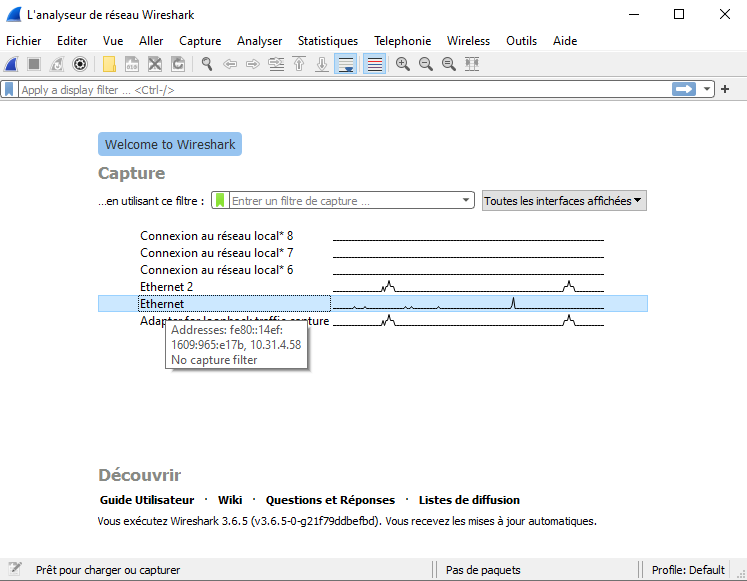 L'analyseur de réseau Wireshark
Fichier Editer Vue Aller Capture Analyser Statistiques Telephonie Wireless Outils Aide
Apply a display filter ... <Ctrl-/>
Welcome to Wireshark
Capture
...en utilisant ce filtre : Entrer un filtre de capture ... Toutes les interfaces affichées
Connexion au réseau local* 8
Connexion au réseau local* 7
Connexion au réseau local* 6
Ethernet 2
Ethernet
Adapter for loopback traffic capture
Addresses: fe80::14ef:
1609:965:e17b, 10.31.4.58
No capture filter
Découvrir
Guide Utilisateur · Wiki · Questions et Réponses · Listes de diffusion
Vous exécutez Wireshark 3.6.5 (v3.6.5-0-g21f79ddbefbd). Vous recevez les mises à jour automatiques.
Prêt pour charger ou capturer Pas de paquets Profile: Default